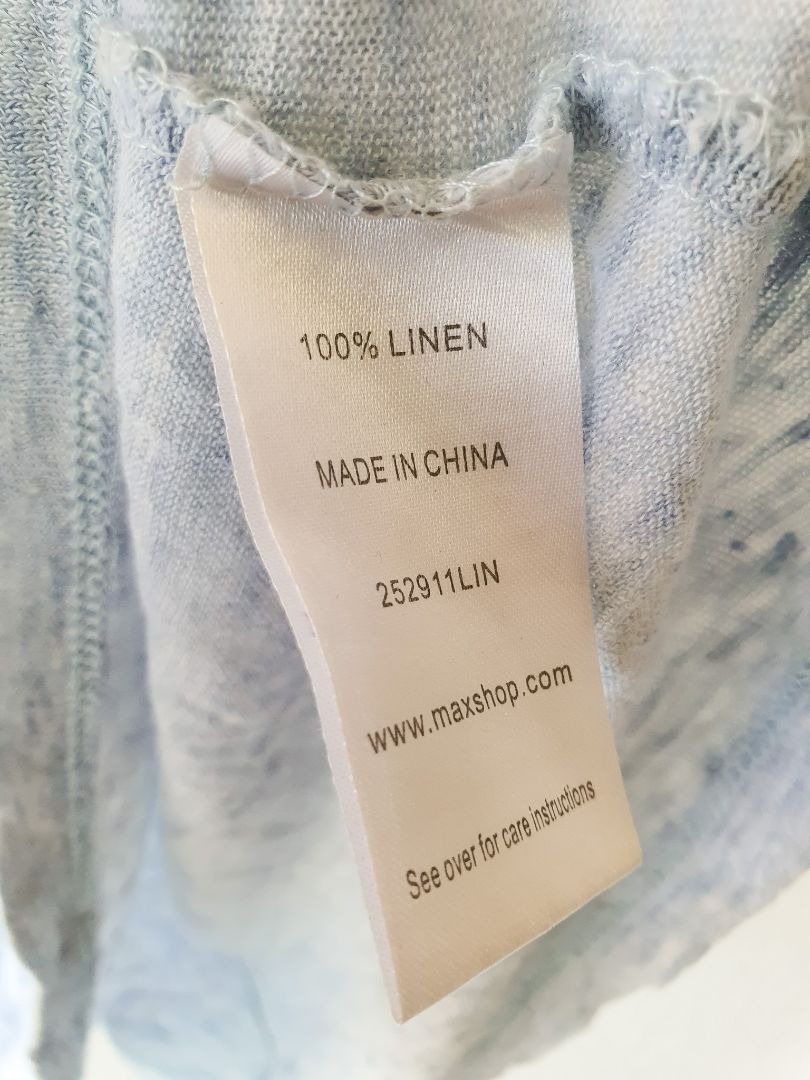 100% LINEN
MADE IN CHINA
252911LIN
www.maxshop.com
See over for care instructions